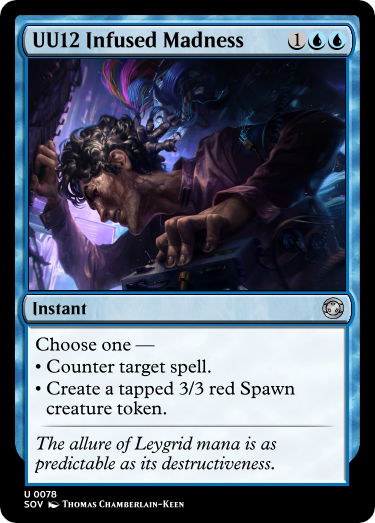 UU12 Infused Madness 1
Instant
Choose one —
• Counter target spell.
• Create a tapped 3/3 red Spawn
creature token.
The allure of Leygrid mana is as
predictable as its destructiveness.
U 0078
SOV Thomas Chamberlain-Keen